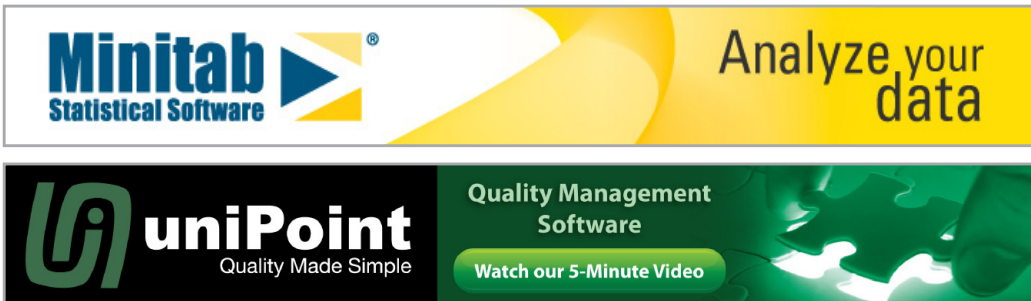 Minitab ®
Statistical Software
Analyze your
data
uniPoint
Quality Made Simple
Quality Management
Software
Watch our 5-Minute Video